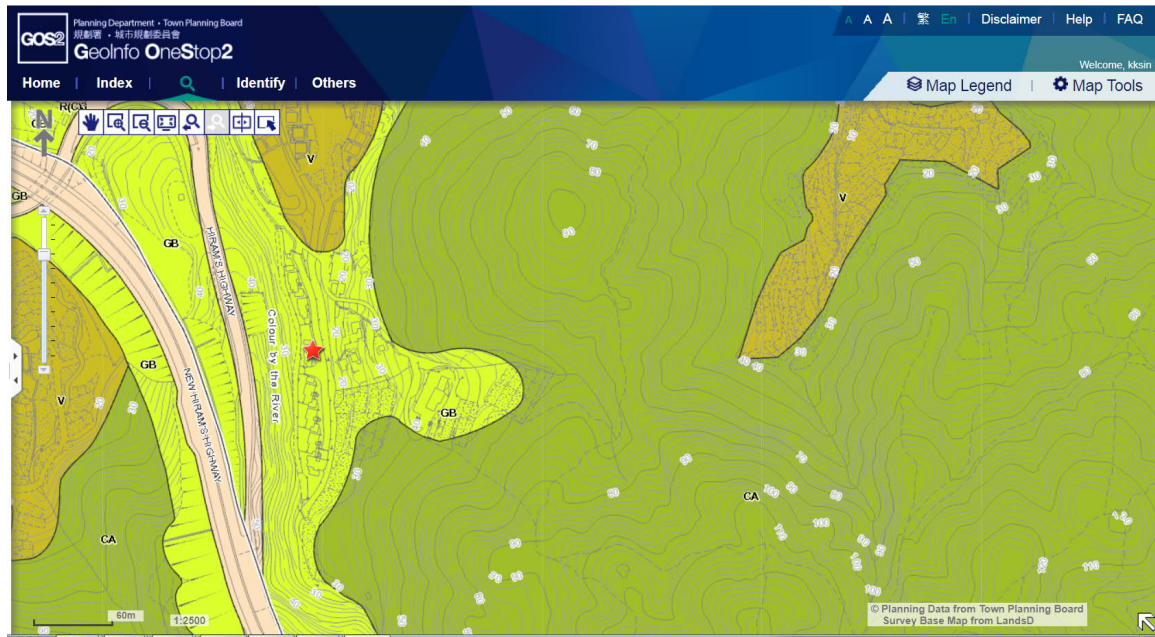 GOS2
Planning Department • Town Planning Board
規劃署 • 城市規劃委員會
GeoInfo OneStop2
A A A | 繁 En | Disclaimer | Help | FAQ
Welcome, kksin
Home | Index | | Identify | Others
Map Legend | Map Tools
N
R(C)3
V
GB
GB
HIRAM'S HIGHWAY
Colour by the River
GB
NEW HIRAM'S HIGHWAY
V
GB
V
CA
CA
60m
1:2500
© Planning Data from Town Planning Board
Survey Base Map from LandsD